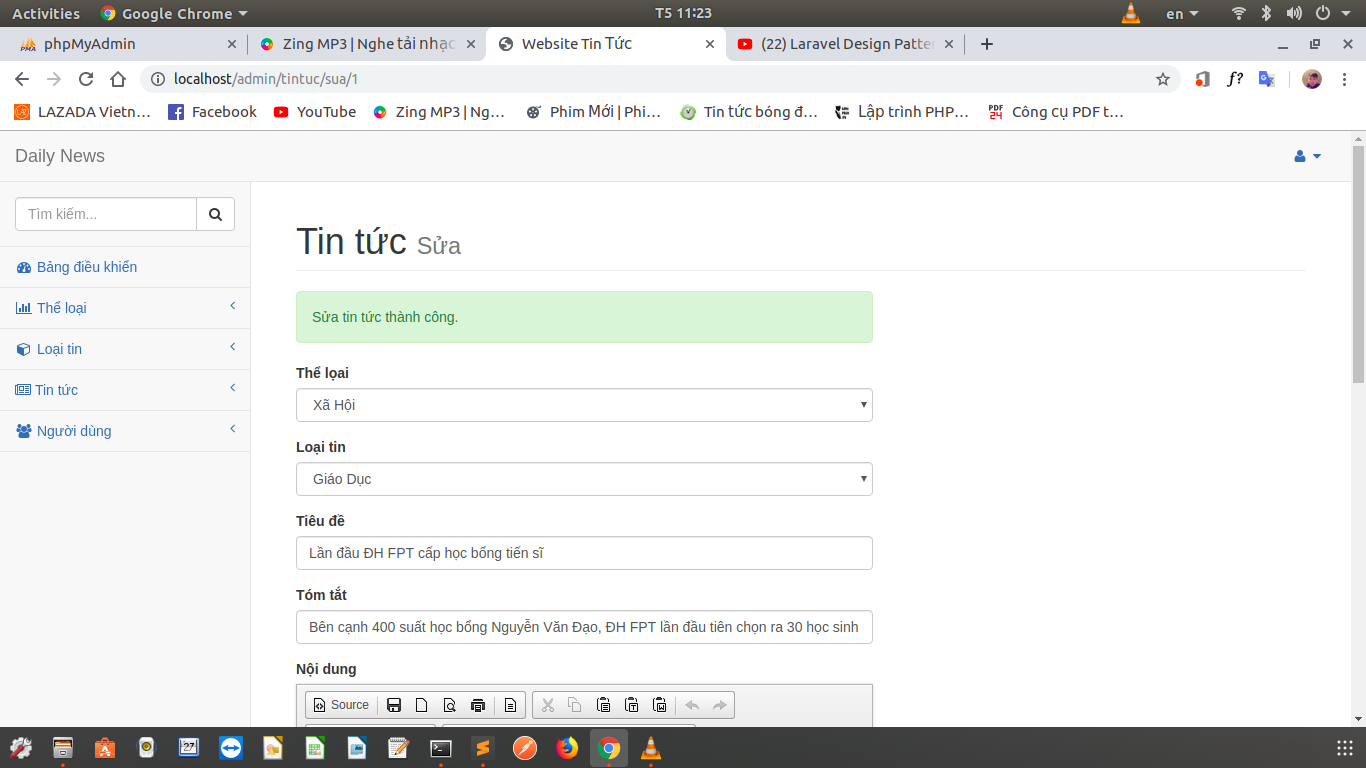 Activities Google Chrome T5 11:23 en
phpMyAdmin Zing MP3 | Nghe tải nhạc Website Tin Tức (22) Laravel Design Patter
localhost/admin/tintuc/sua/1 f?
LAZADA Vietn… Facebook YouTube Zing MP3 | Ng… Phim Mới | Phi… Tin tức bóng đ… Lập trình PHP… Công cụ PDF t…
Daily News
Tìm kiếm...
Bảng điều khiển
Thể loại
Loại tin
Tin tức
Người dùng
Tin tức Sửa
Sửa tin tức thành công.
Thể lọai
Xã Hội
Loại tin
Giáo Dục
Tiêu đề
Lần đầu ĐH FPT cấp học bổng tiến sĩ
Tóm tắt
Bên cạnh 400 suất học bổng Nguyễn Văn Đạo, ĐH FPT lần đầu tiên chọn ra 30 học sinh
Nội dung
Source